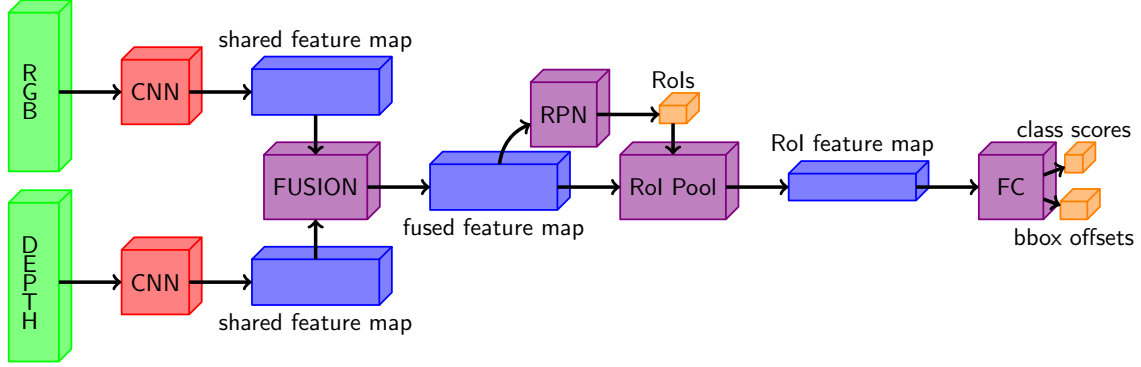 shared feature map
RGB
CNN
RPN
RoIs
FUSION
fused feature map
RoI Pool
RoI feature map
FC
class scores
bbox offsets
DEPTH
CNN
shared feature map